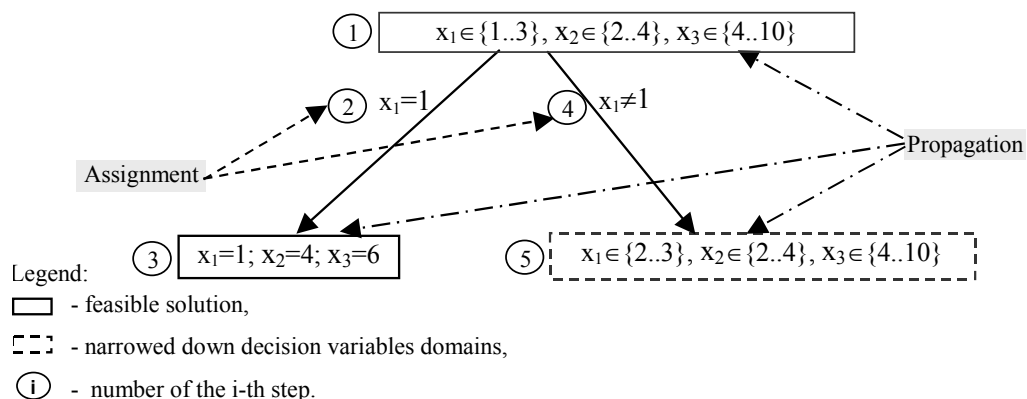 1 x₁∈{1..3}, x₂∈{2..4}, x₃∈{4..10}
2 x₁=1 4 x₁≠1
Assignment Propagation
3 x₁=1; x₂=4; x₃=6 5 x₁∈{2..3}, x₂∈{2..4}, x₃∈{4..10}
Legend:
- feasible solution,
- narrowed down decision variables domains,
i - number of the i-th step.